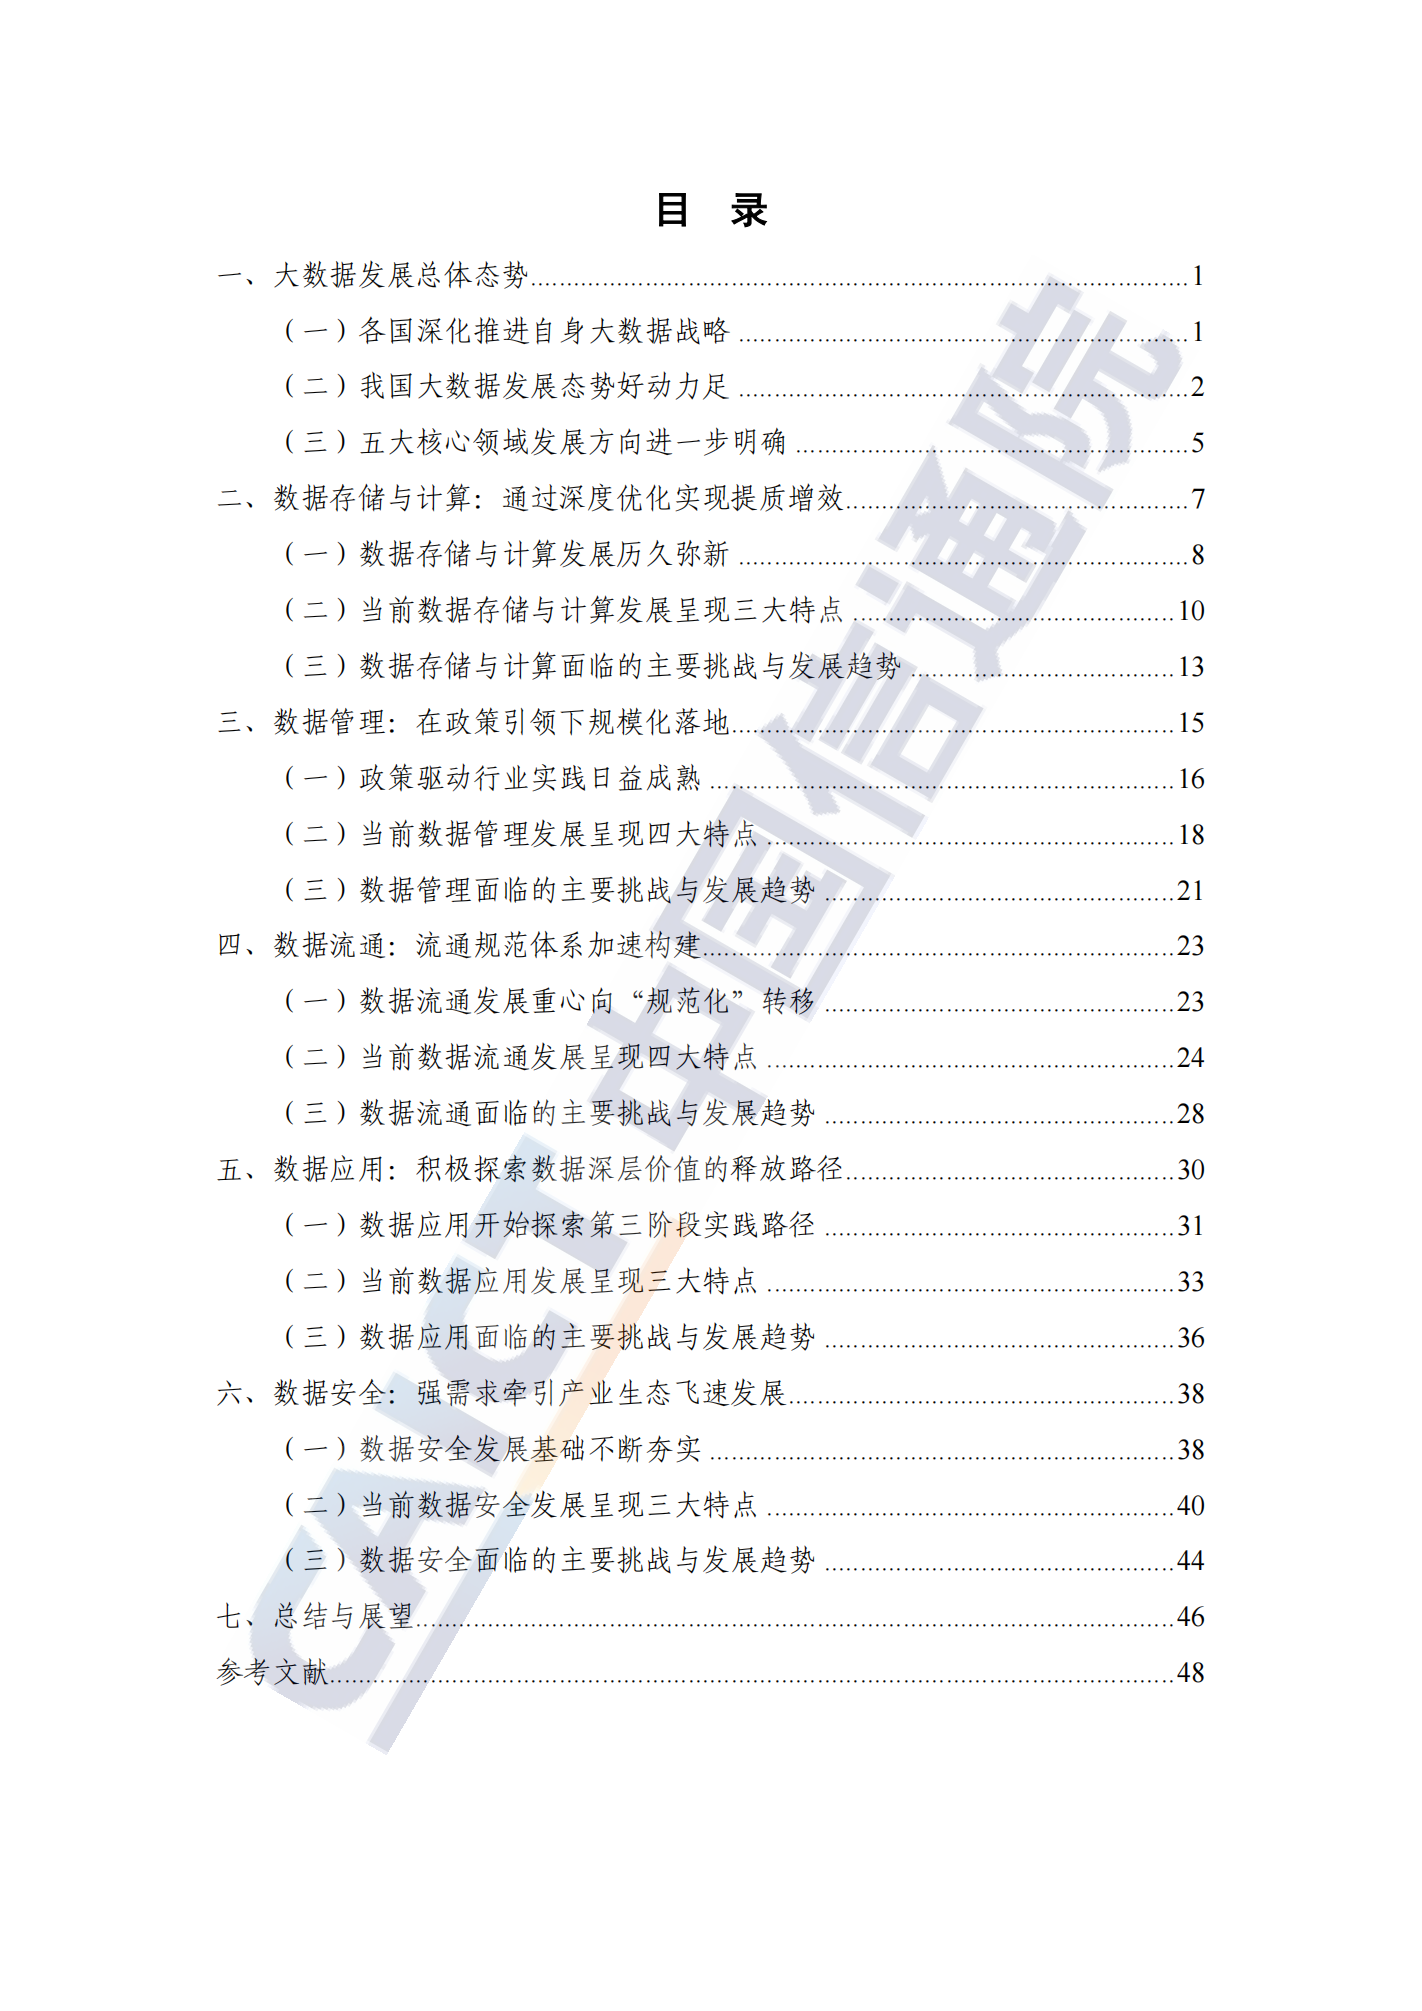 目 录
一、大数据发展总体态势........1
（一）各国深化推进自身大数据战略........1
（二）我国大数据发展态势好动力足........2
（三）五大核心领域发展方向进一步明确........5
二、数据存储与计算：通过深度优化实现提质增效........7
（一）数据存储与计算发展历久弥新........8
（二）当前数据存储与计算发展呈现三大特点........10
（三）数据存储与计算面临的主要挑战与发展趋势........13
三、数据管理：在政策引领下规模化落地........15
（一）政策驱动行业实践日益成熟........16
（二）当前数据管理发展呈现四大特点........18
（三）数据管理面临的主要挑战与发展趋势........21
四、数据流通：流通规范体系加速构建........23
（一）数据流通发展重心向“规范化”转移........23
（二）当前数据流通发展呈现四大特点........24
（三）数据流通面临的主要挑战与发展趋势........28
五、数据应用：积极探索数据深层价值的释放路径........30
（一）数据应用开始探索第三阶段实践路径........31
（二）当前数据应用发展呈现三大特点........33
（三）数据应用面临的主要挑战与发展趋势........36
六、数据安全：强需求牵引产业生态飞速发展........38
（一）数据安全发展基础不断夯实........38
（二）当前数据安全发展呈现三大特点........40
（三）数据安全面临的主要挑战与发展趋势........44
七、总结与展望........46
参考文献........48
CAICT 中国信通院